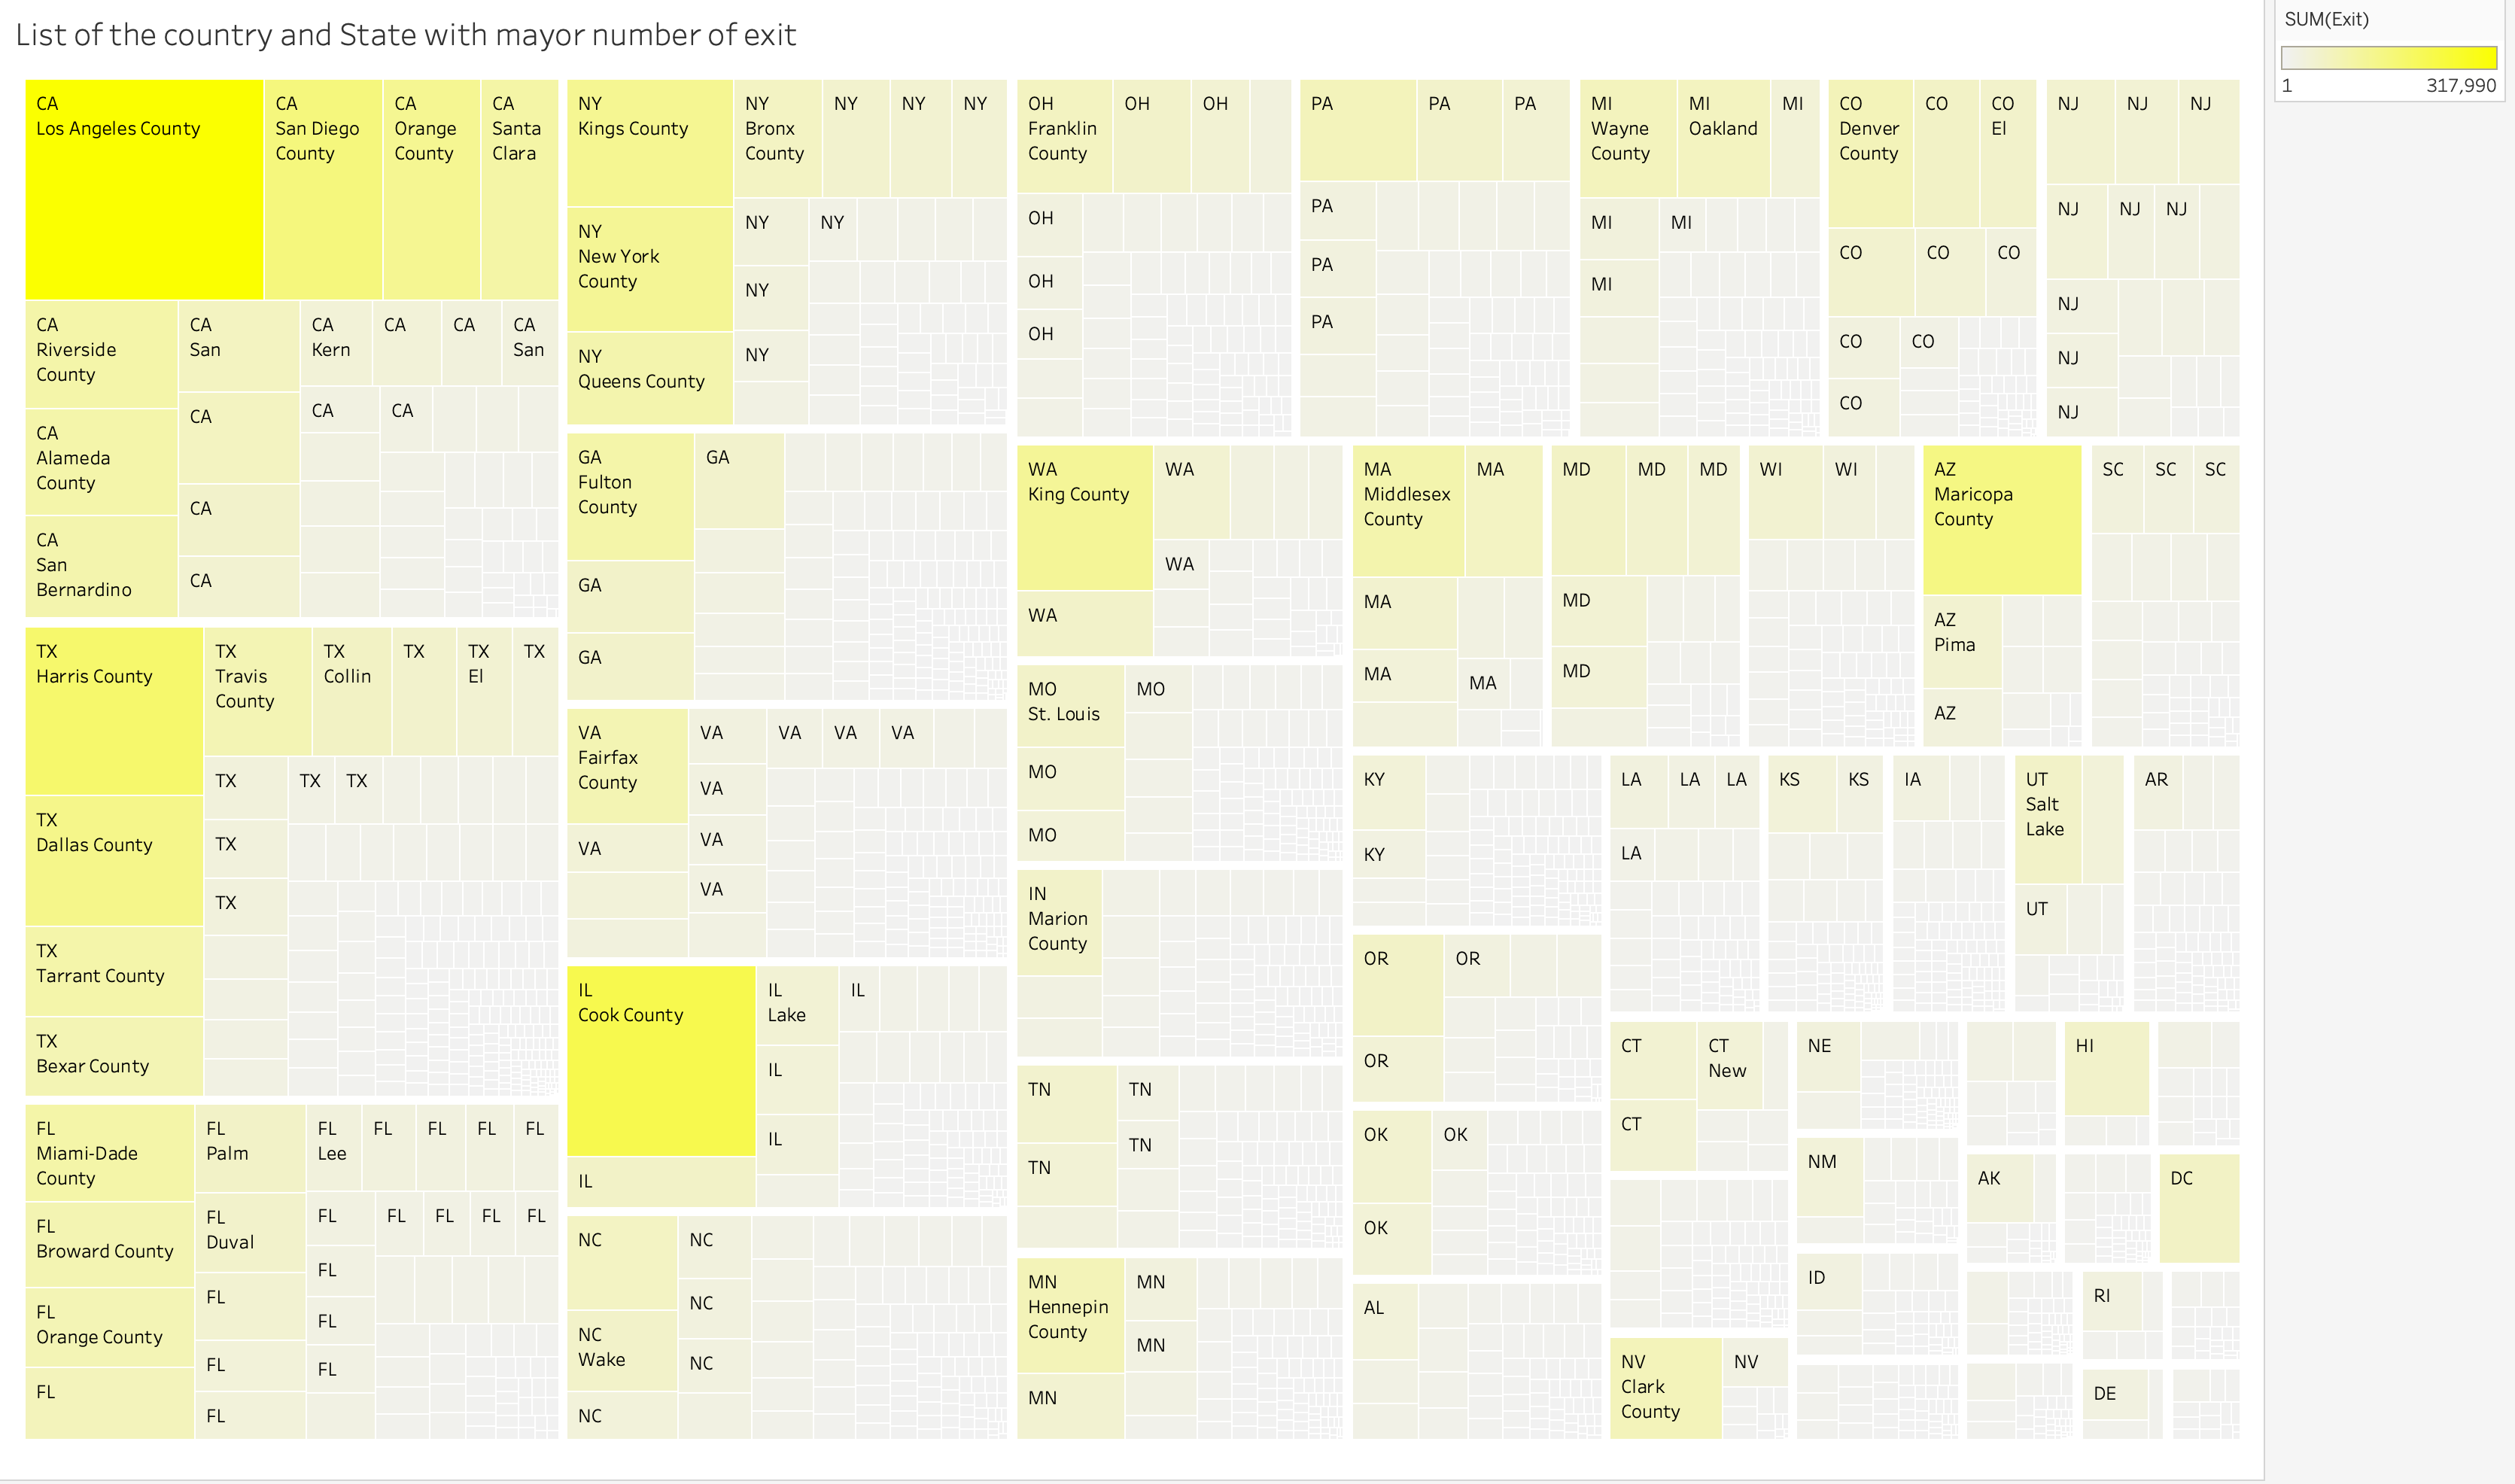 List of the country and State with mayor number of exit
SUM(Exit)
1
317,990
CA
Los Angeles County
CA
San Diego
County
CA
Orange
County
CA
Santa
Clara
CA
Riverside
County
CA
San
CA
Kern
CA
CA
CA
San
CA
Alameda
County
CA
CA
CA
CA
CA
San
Bernardino
CA
TX
Harris County
TX
Travis
County
TX
Collin
TX
TX
El
TX
TX
TX
TX
TX
Dallas County
TX
TX
TX
Tarrant County
TX
Bexar County
FL
Miami-Dade
County
FL
Palm
FL
Lee
FL
FL
FL
FL
FL
Broward County
FL
Duval
FL
FL
FL
FL
FL
FL
FL
Orange County
FL
FL
FL
FL
FL
FL
FL
NY
Kings County
NY
Bronx
County
NY
NY
NY
NY
New York
County
NY
NY
NY
NY
Queens County
NY
GA
Fulton
County
GA
GA
GA
VA
Fairfax
County
VA
VA
VA
VA
VA
VA
VA
VA
IL
Cook County
IL
Lake
IL
IL
IL
IL
NC
NC
NC
NC
Wake
NC
NC
OH
Franklin
County
OH
OH
OH
OH
OH
PA
PA
PA
PA
PA
PA
MI
Wayne
County
MI
Oakland
MI
MI
MI
MI
CO
Denver
County
CO
CO
El
CO
CO
CO
CO
CO
CO
NJ
NJ
NJ
NJ
NJ
NJ
NJ
NJ
NJ
WA
King County
WA
WA
WA
MA
Middlesex
County
MA
MA
MA
MA
MD
MD
MD
MD
MD
WI
WI
AZ
Maricopa
County
AZ
Pima
AZ
SC
SC
SC
MO
St. Louis
MO
MO
MO
IN
Marion
County
TN
TN
TN
TN
MN
Hennepin
County
MN
MN
MN
KY
KY
LA
LA
LA
LA
KS
KS
IA
UT
Salt
Lake
UT
AR
OR
OR
OR
OK
OK
OK
AL
CT
CT
New
CT
NE
HI
NM
AK
DC
ID
RI
NV
Clark
County
NV
DE